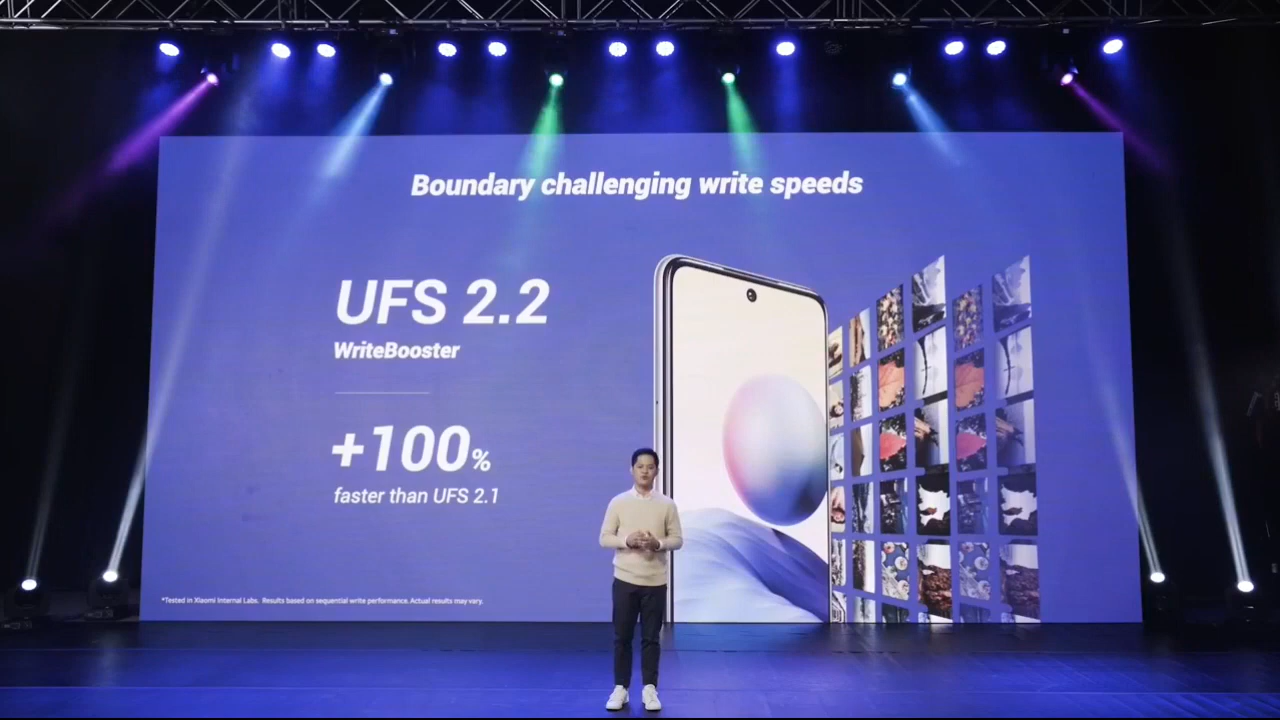 Boundary challenging write speeds
UFS 2.2
WriteBooster
+100%
faster than UFS 2.1
*Tested in Xiaomi Internal Labs. Results based on sequential write performance. Actual results may vary.